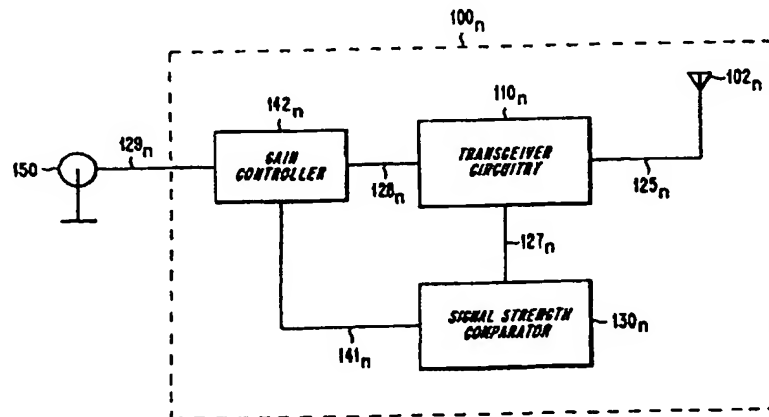 100n
102n
142n
110n
150
129n
GAIN
CONTROLLER
128n
TRANSCEIVER
CIRCUITRY
125n
127n
SIGNAL STRENGTH
COMPARATOR
130n
141n